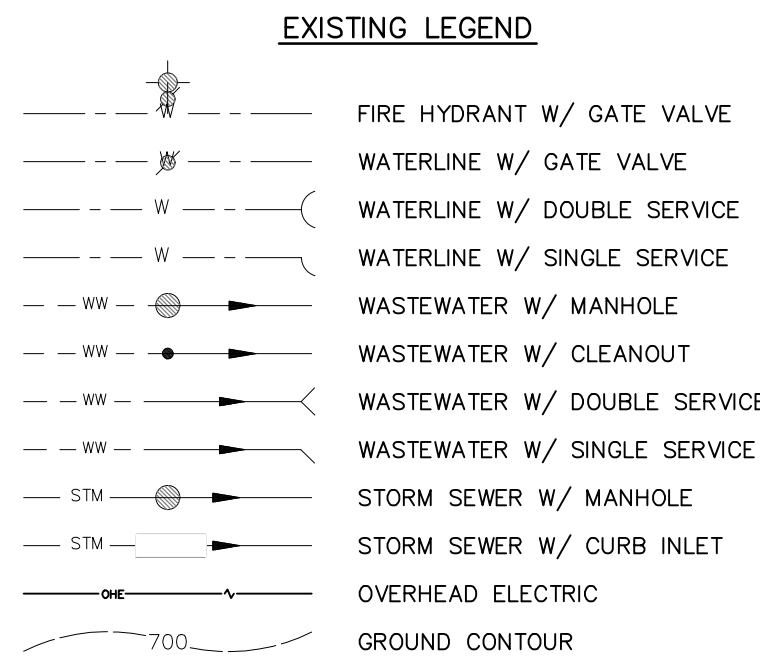 EXISTING LEGEND
W FIRE HYDRANT W/ GATE VALVE
W WATERLINE W/ GATE VALVE
W WATERLINE W/ DOUBLE SERVICE
W WATERLINE W/ SINGLE SERVICE
WW WASTEWATER W/ MANHOLE
WW WASTEWATER W/ CLEANOUT
WW WASTEWATER W/ DOUBLE SERVICE
WW WASTEWATER W/ SINGLE SERVICE
STM STORM SEWER W/ MANHOLE
STM STORM SEWER W/ CURB INLET
OHE OVERHEAD ELECTRIC
700 GROUND CONTOUR